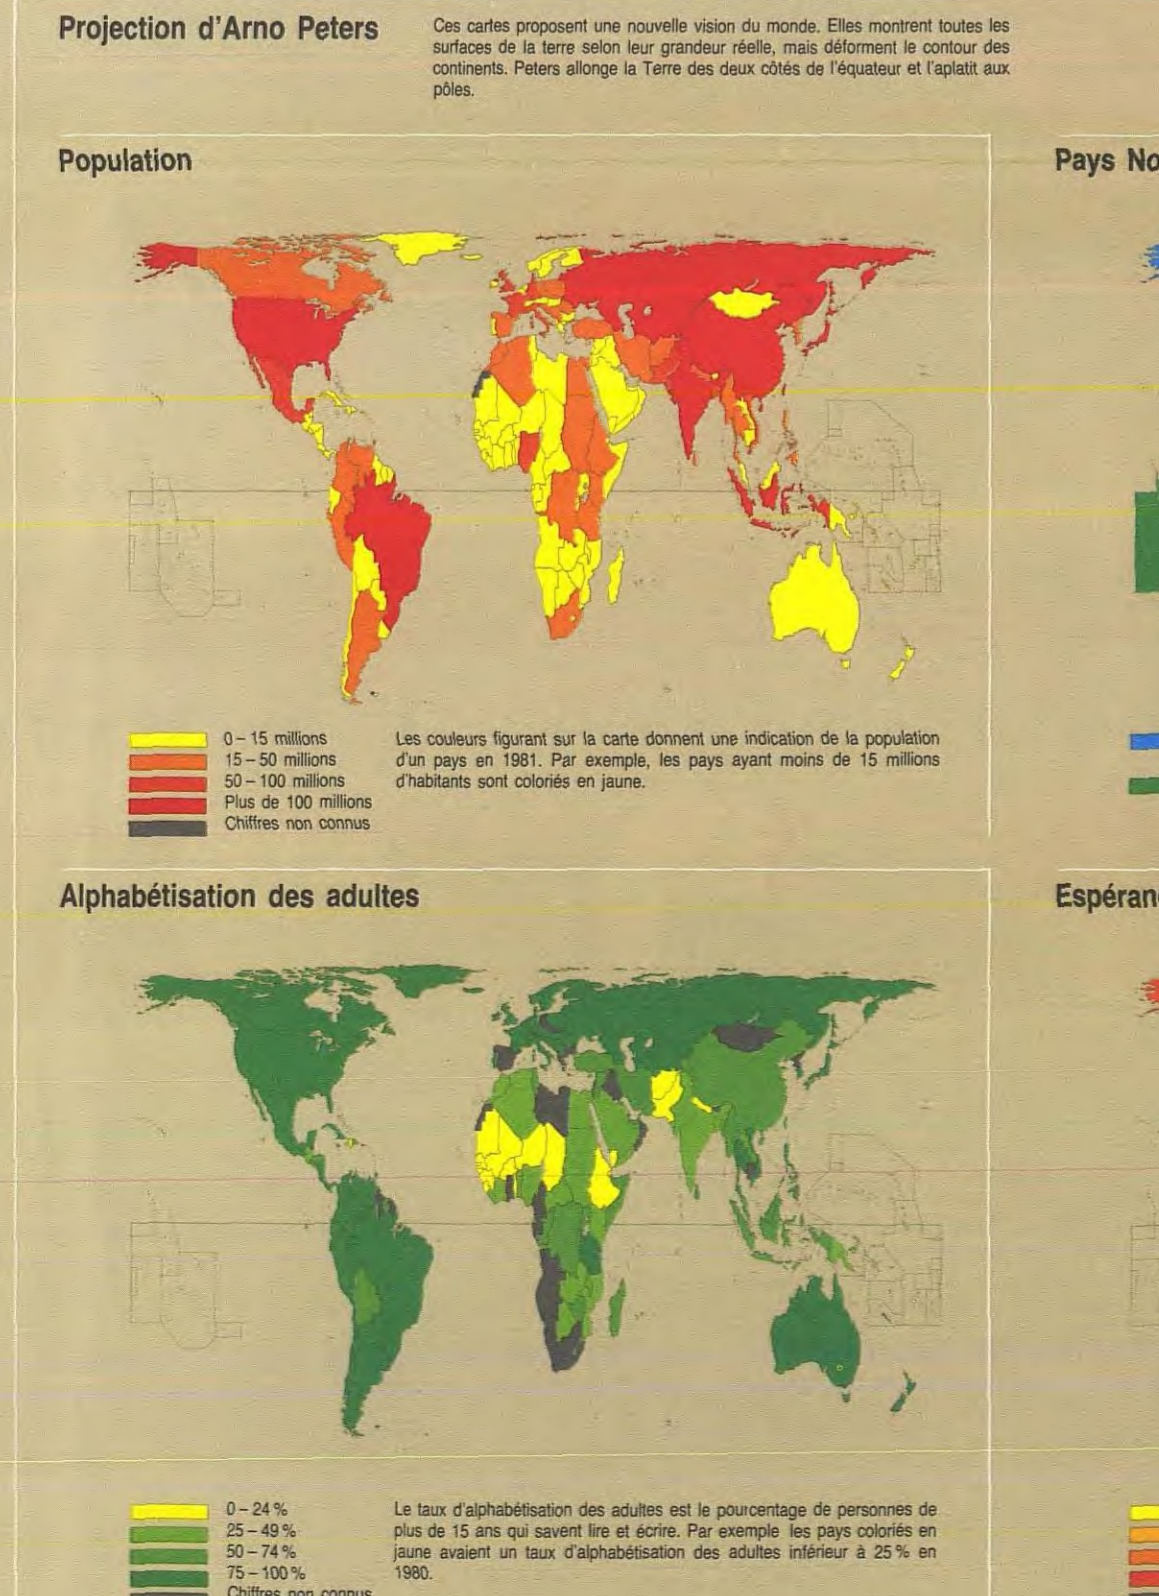 Projection d'Arno Peters
Ces cartes proposent une nouvelle vision du monde. Elles montrent toutes les
surfaces de la terre selon leur grandeur réelle, mais déforment le contour des
continents. Peters allonge la Terre des deux côtés de l'équateur et l'aplatit aux
pôles.
Population
Pays No
0 – 15 millions
15 – 50 millions
50 – 100 millions
Plus de 100 millions
Chiffres non connus
Les couleurs figurant sur la carte donnent une indication de la population
d'un pays en 1981. Par exemple, les pays ayant moins de 15 millions
d'habitants sont coloriés en jaune.
Alphabétisation des adultes
Espéran
0 – 24 %
25 – 49 %
50 – 74 %
75 – 100 %
Chiffres non connus
Le taux d'alphabétisation des adultes est le pourcentage de personnes de
plus de 15 ans qui savent lire et écrire. Par exemple les pays coloriés en
jaune avaient un taux d'alphabétisation des adultes inférieur à 25 % en
1980.